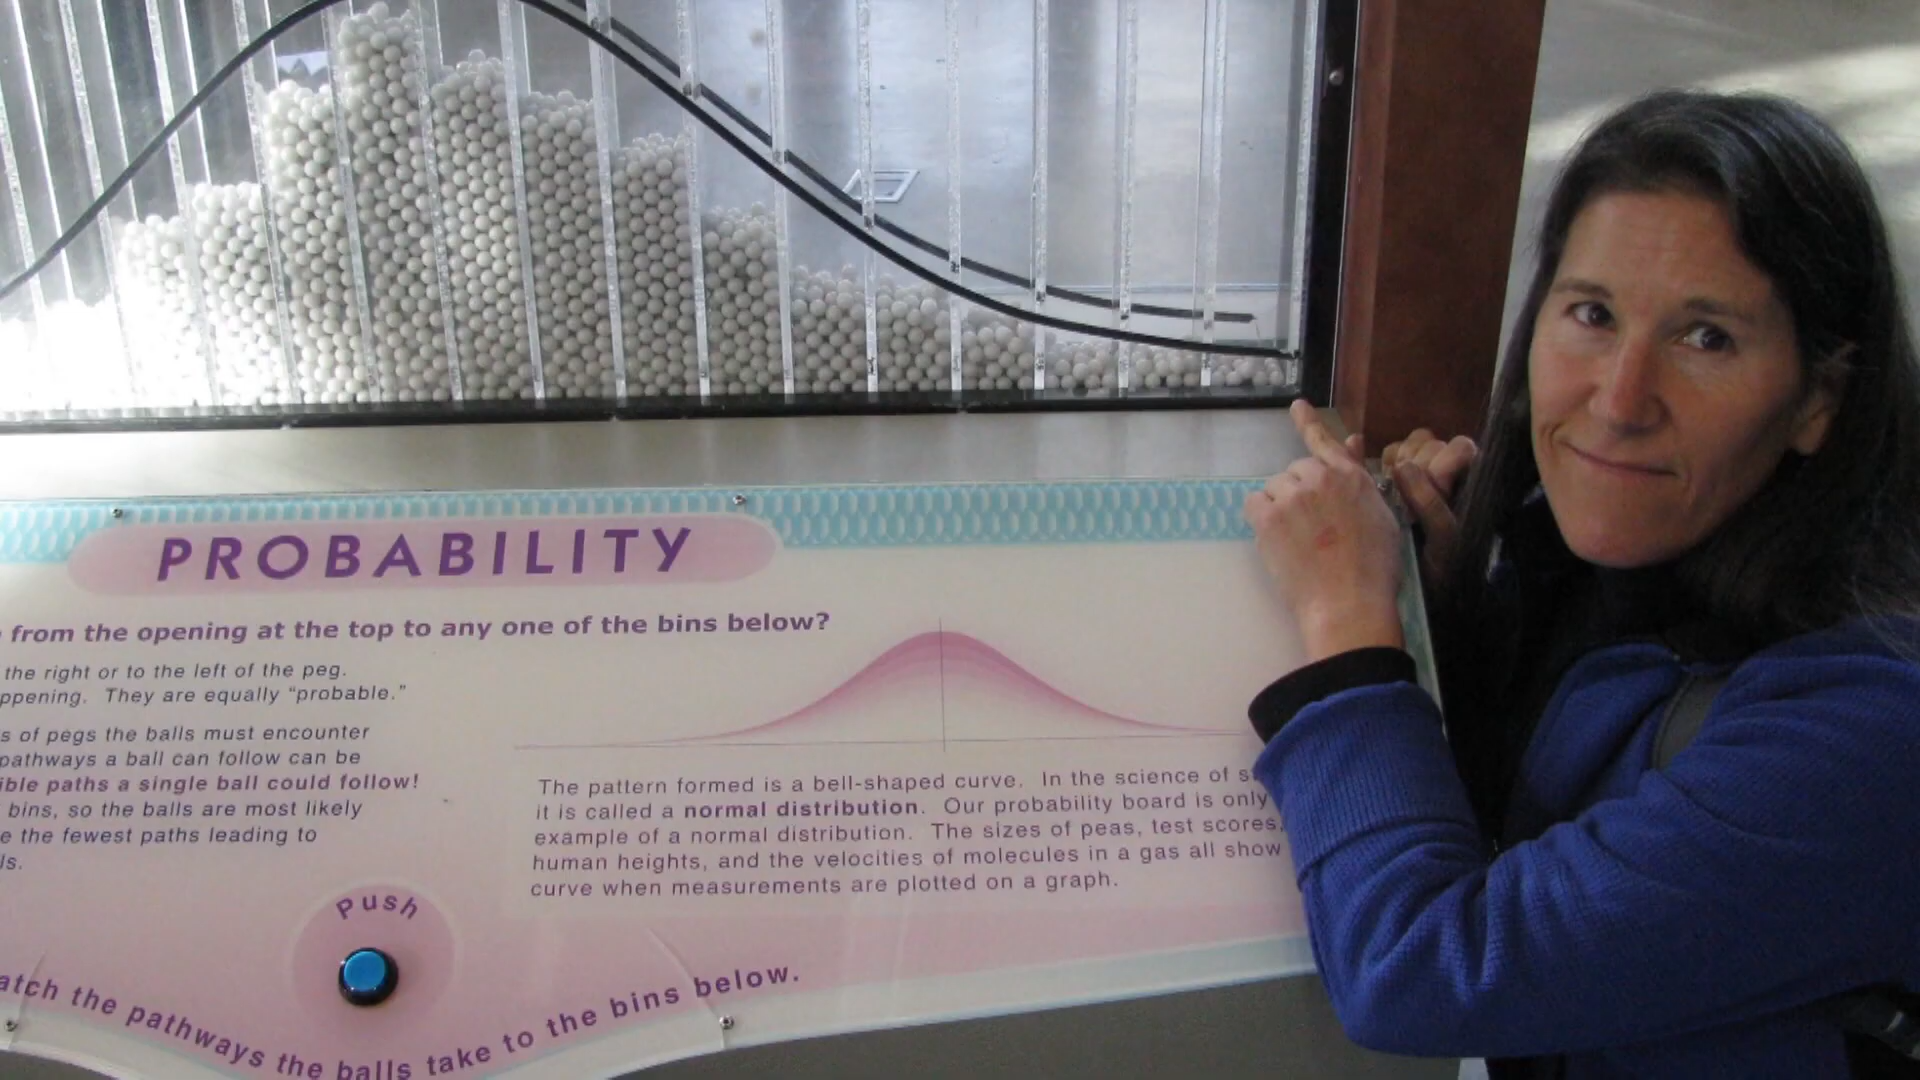 PROBABILITY
from the opening at the top to any one of the bins below?
the right or to the left of the peg.
ppening. They are equally "probable."
s of pegs the balls must encounter
pathways a ball can follow can be
ible paths a single ball could follow!
bins, so the balls are most likely
e the fewest paths leading to
ls.
The pattern formed is a bell-shaped curve. In the science of s
it is called a normal distribution. Our probability board is only
example of a normal distribution. The sizes of peas, test scores,
human heights, and the velocities of molecules in a gas all show
curve when measurements are plotted on a graph.
Push
atch the pathways the balls take to the bins below.